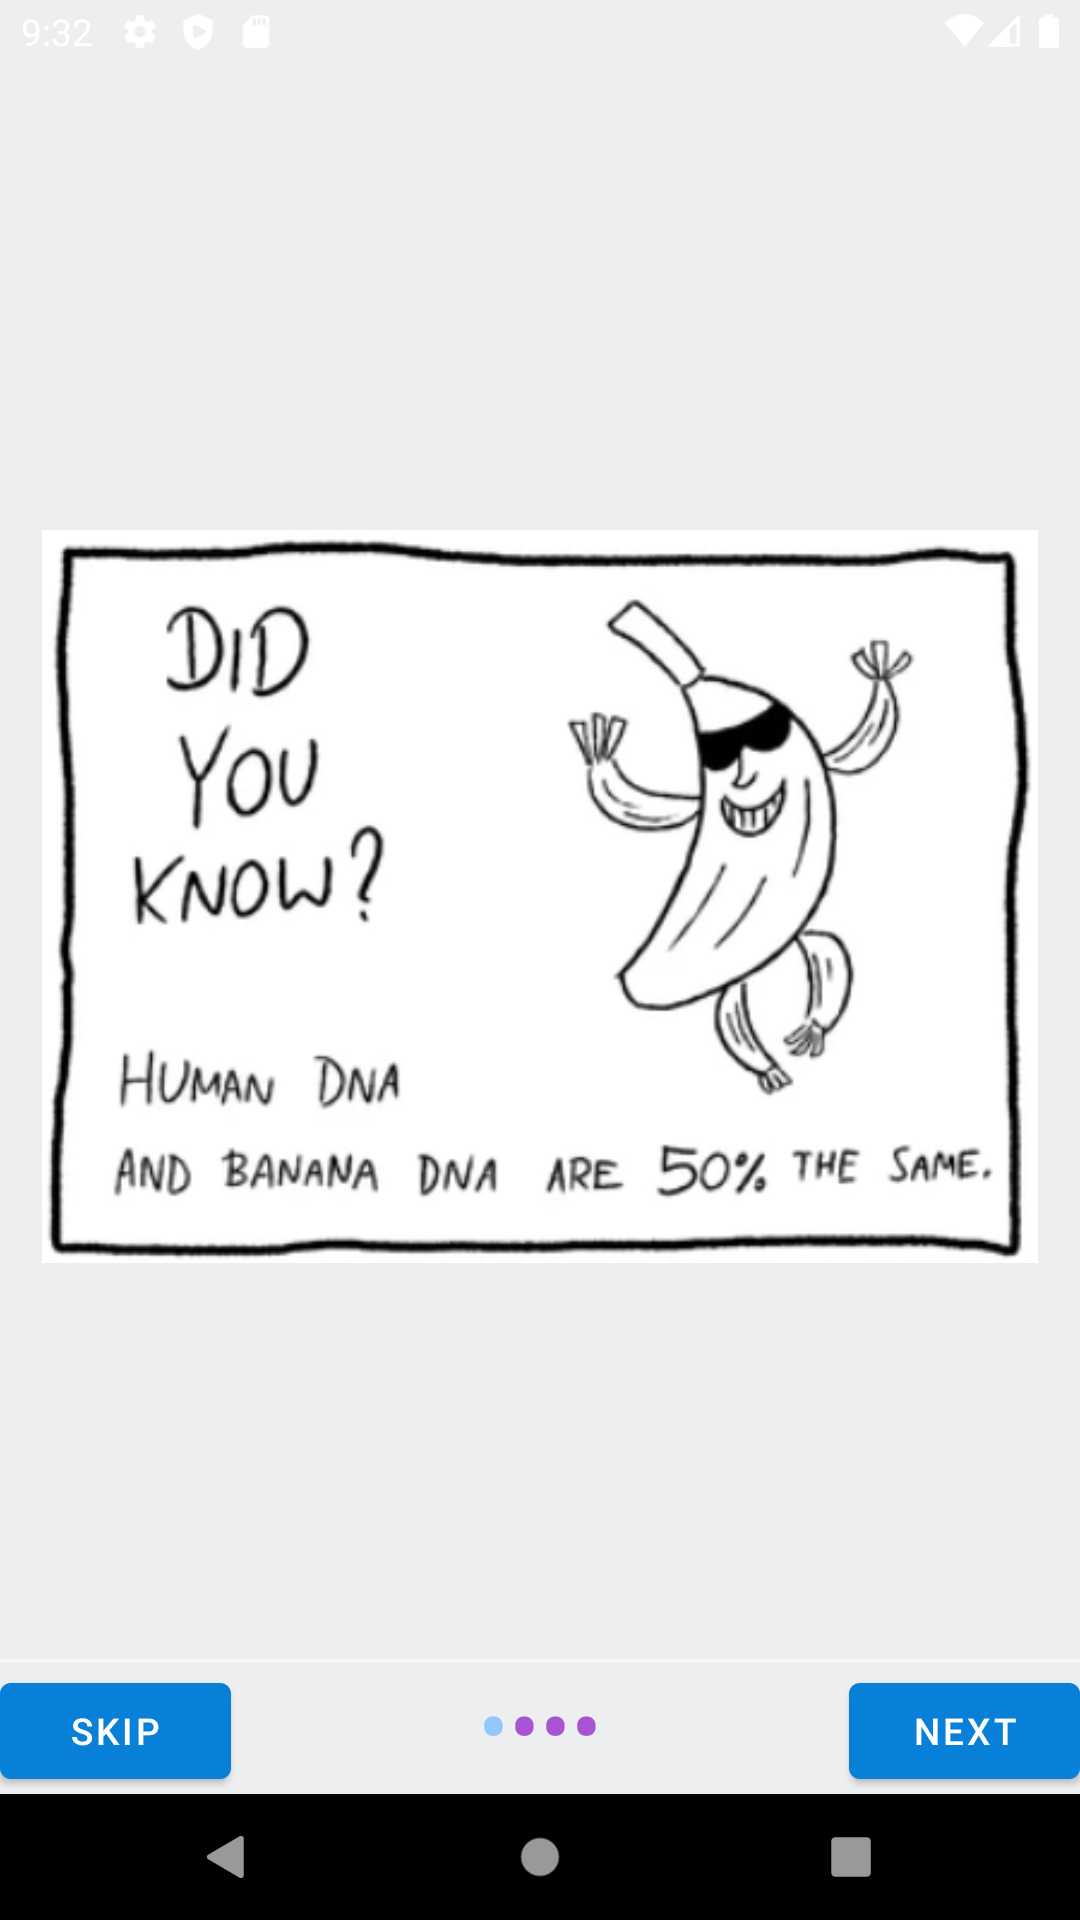 9:32
DID
YOU
KNOW?
HUMAN DNA
AND BANANA DNA ARE 50% THE SAME.
SKIP
NEXT